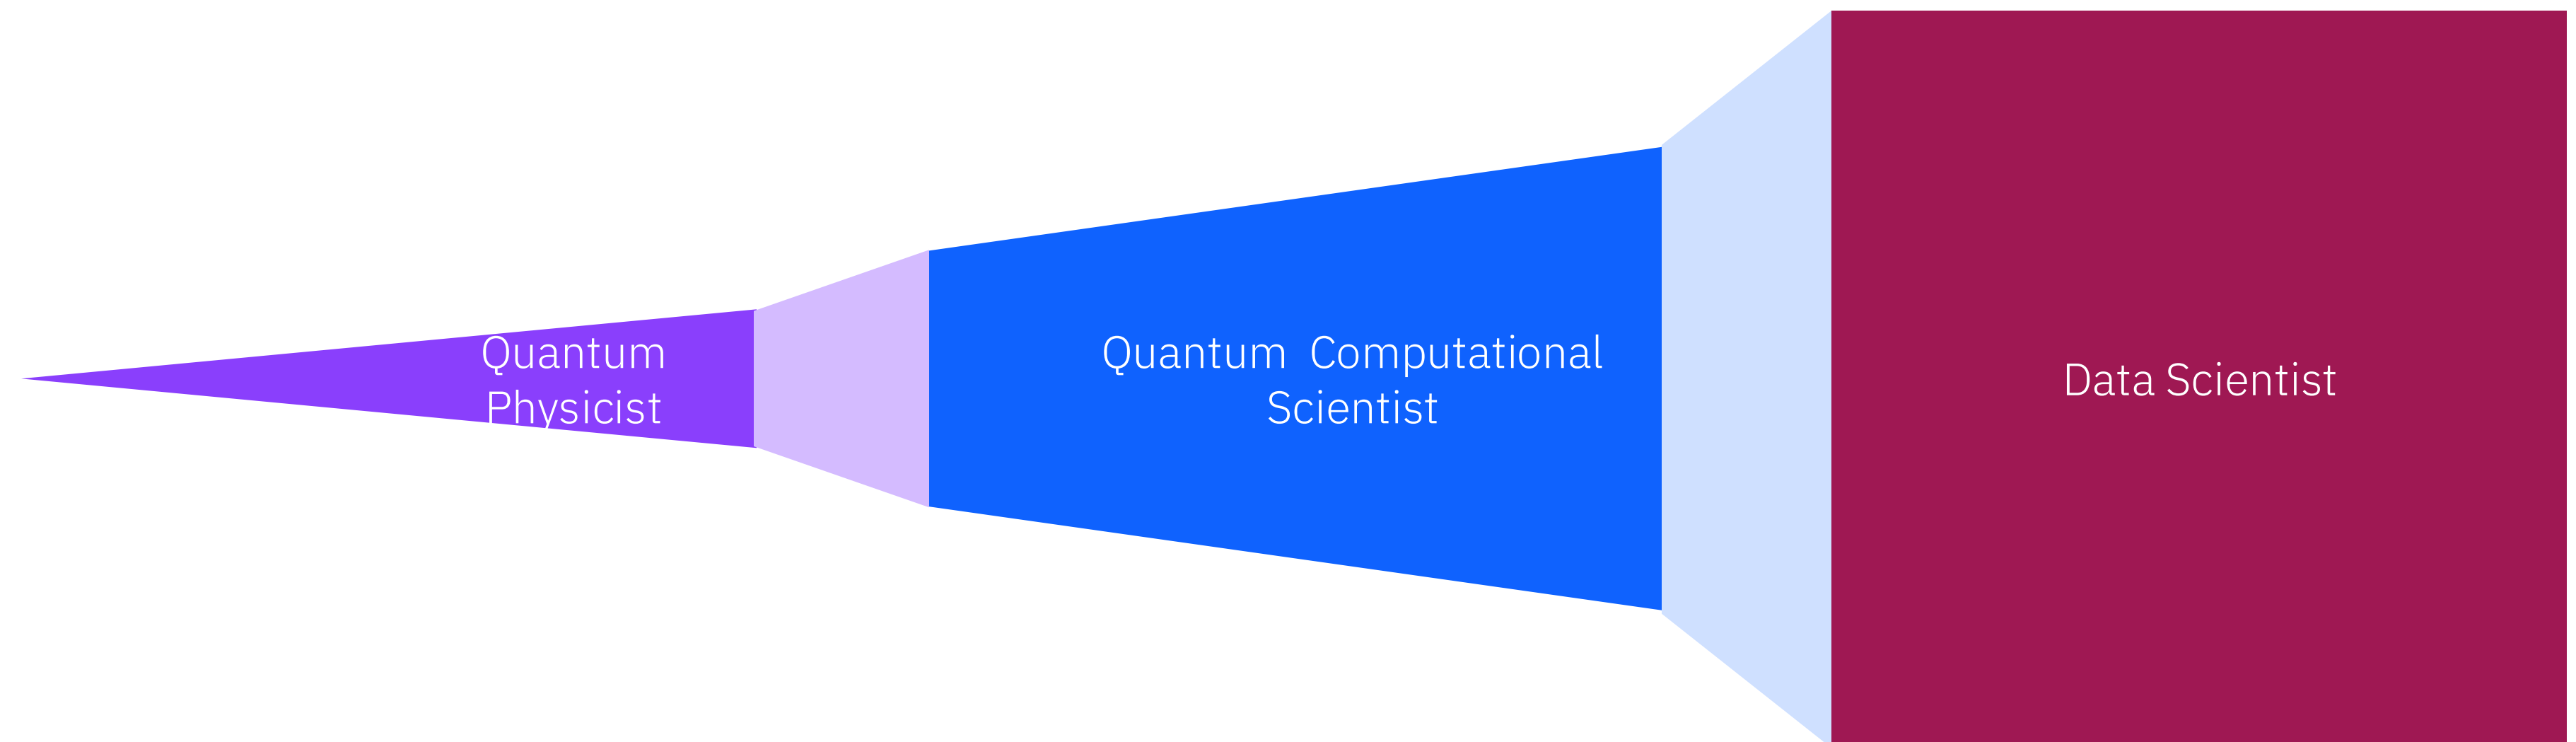 Quantum
Physicist
Quantum  Computational
Scientist
Data Scientist